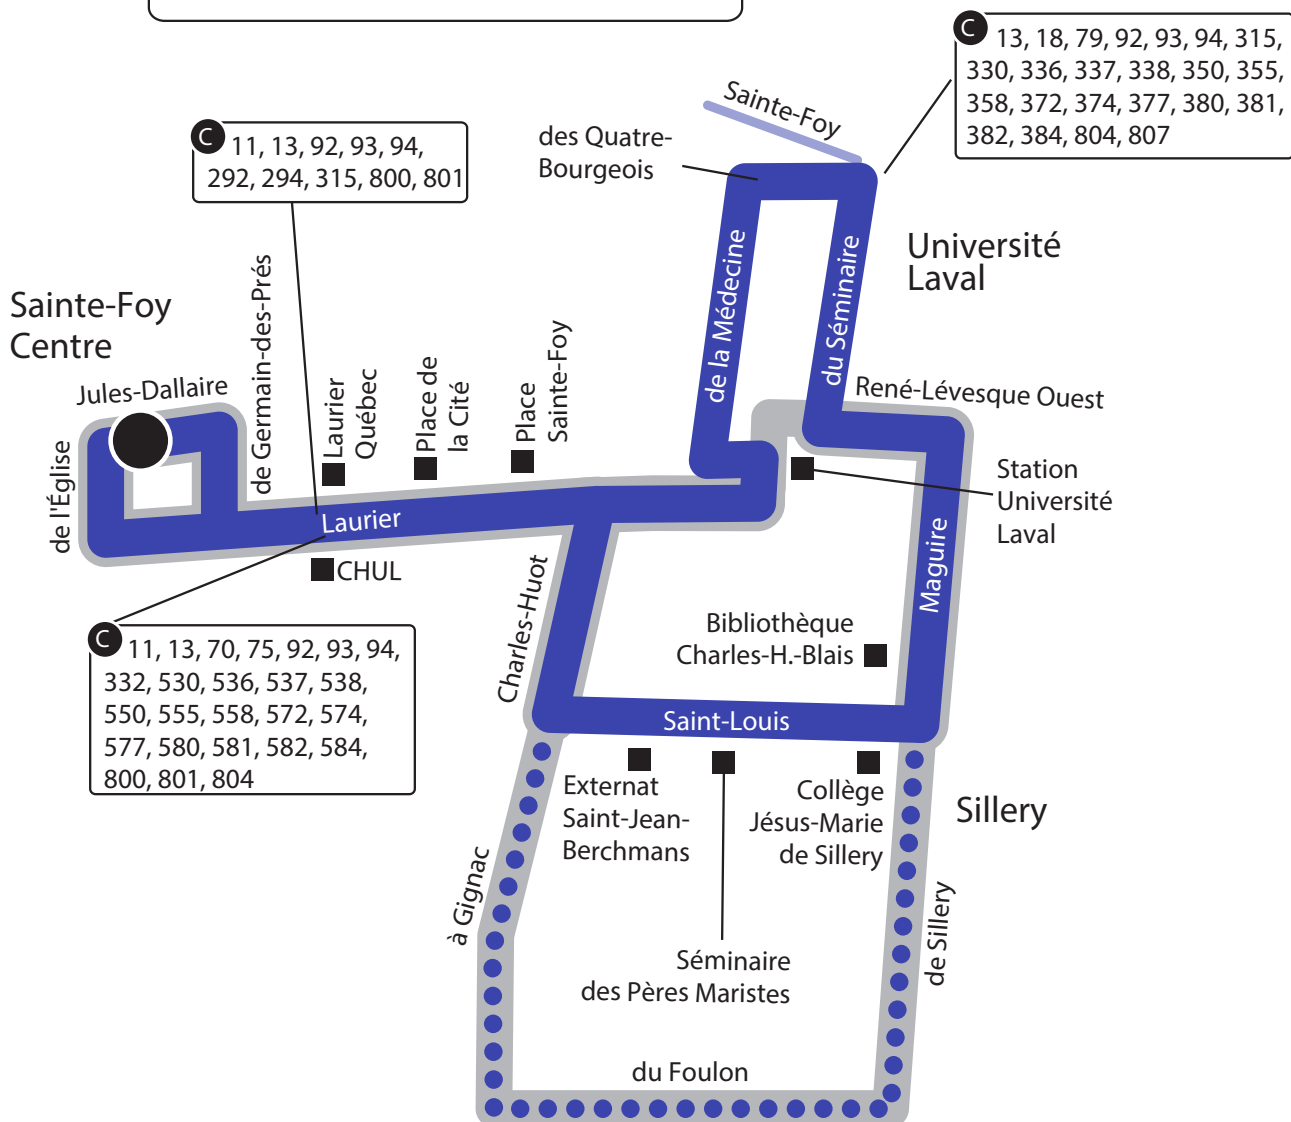 C 13, 18, 79, 92, 93, 94, 315,
330, 336, 337, 338, 350, 355,
358, 372, 374, 377, 380, 381,
382, 384, 804, 807
Sainte-Foy
des Quatre-
Bourgeois
C 11, 13, 92, 93, 94,
292, 294, 315, 800, 801
Université
Laval
Sainte-Foy
Centre
de la Médecine
du Séminaire
Jules-Dallaire
de Germain-des-Prés
Laurier
Québec
Place de
la Cité
Place
Sainte-Foy
René-Lévesque Ouest
de l'Église
Laurier
Station
Université
Laval
CHUL
Charles-Huot
Maguire
C 11, 13, 70, 75, 92, 93, 94,
332, 530, 536, 537, 538,
550, 555, 558, 572, 574,
577, 580, 581, 582, 584,
800, 801, 804
Bibliothèque
Charles-H.-Blais
Saint-Louis
Externat
Saint-Jean-
Berchmans
Collège
Jésus-Marie
de Sillery
Sillery
à Gignac
de Sillery
Séminaire
des Pères Maristes
du Foulon